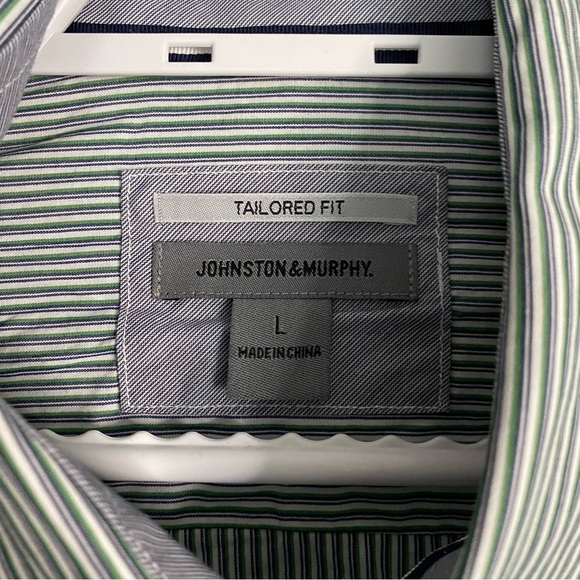 TAILORED FIT
JOHNSTON&MURPHY.
L
MADE IN CHINA